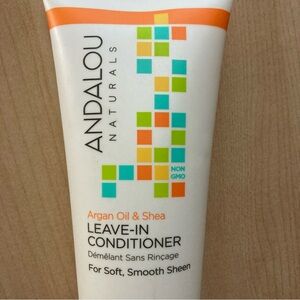 ANDALOU
NATURALS
NON
GMO
Argan Oil & Shea
LEAVE-IN
CONDITIONER
Démêlant Sans Rinçage
For Soft, Smooth Sheen